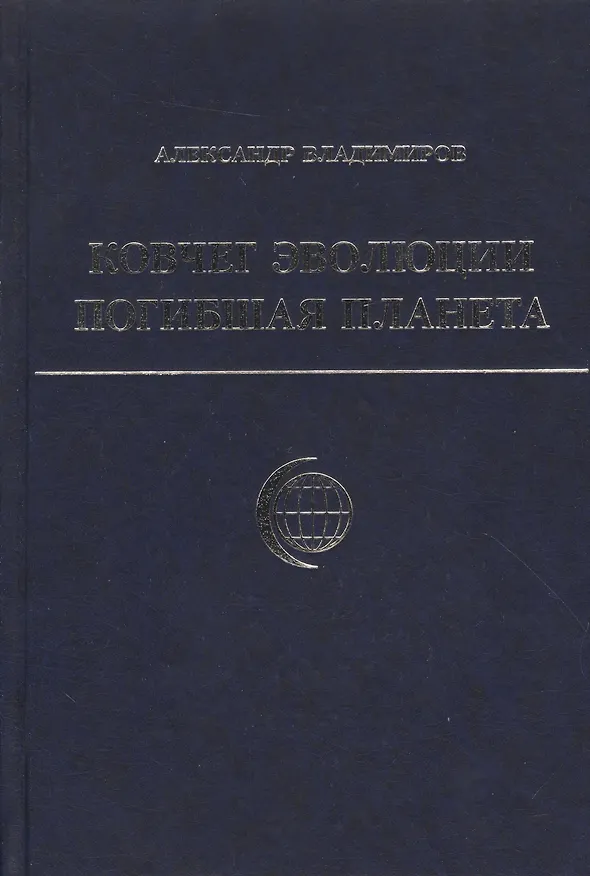 АЛЕКСАНДР ВЛАДИМИРОВ
КОВЧЕГ ЭВОЛЮЦИИ
ПОГИБШАЯ ПЛАНЕТА